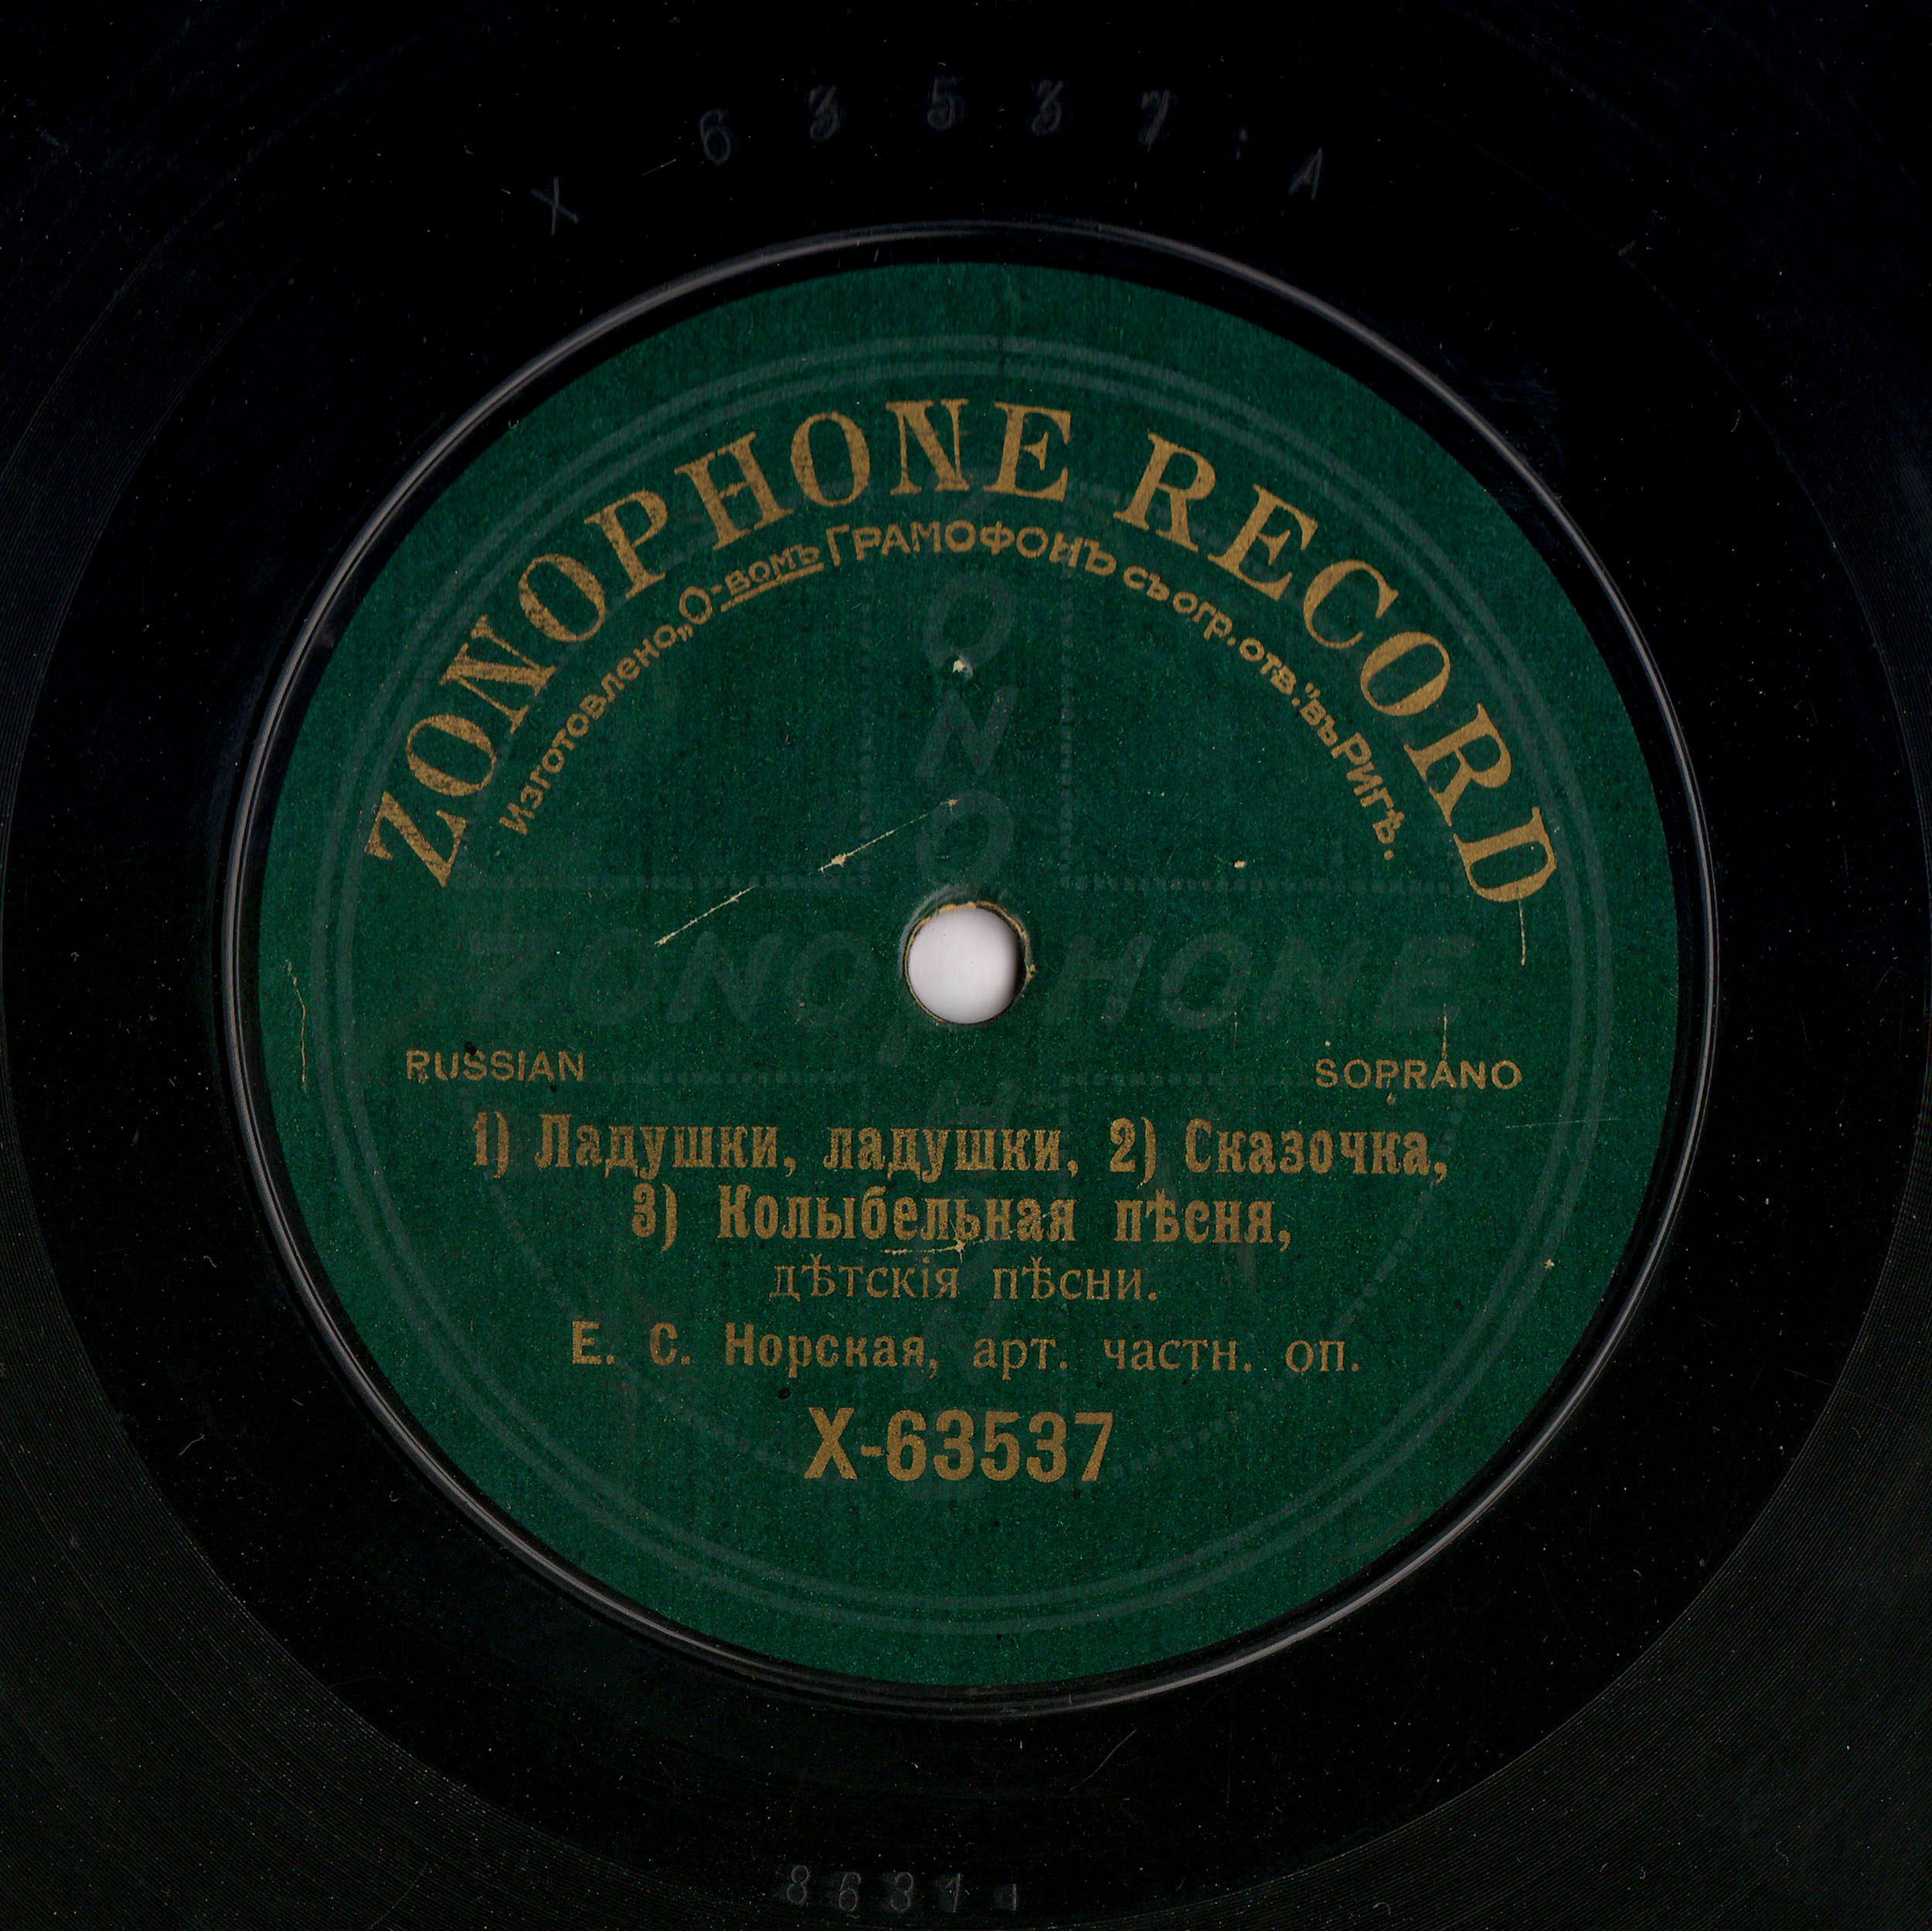 X 63537 : A
ZONOPHONE RECORD
Изготовлено „О-вомъ Грамофонъ съ огр. отв." въ Ригѣ.
ZONOPHONE
ZONOPHONE
RUSSIAN
SOPRANO
1) Ладушки, ладушки, 2) Сказочка,
3) Колыбельная пѣсня,
дѣтскія пѣсни.
Е. С. Норская, арт. частн. оп.
X-63537